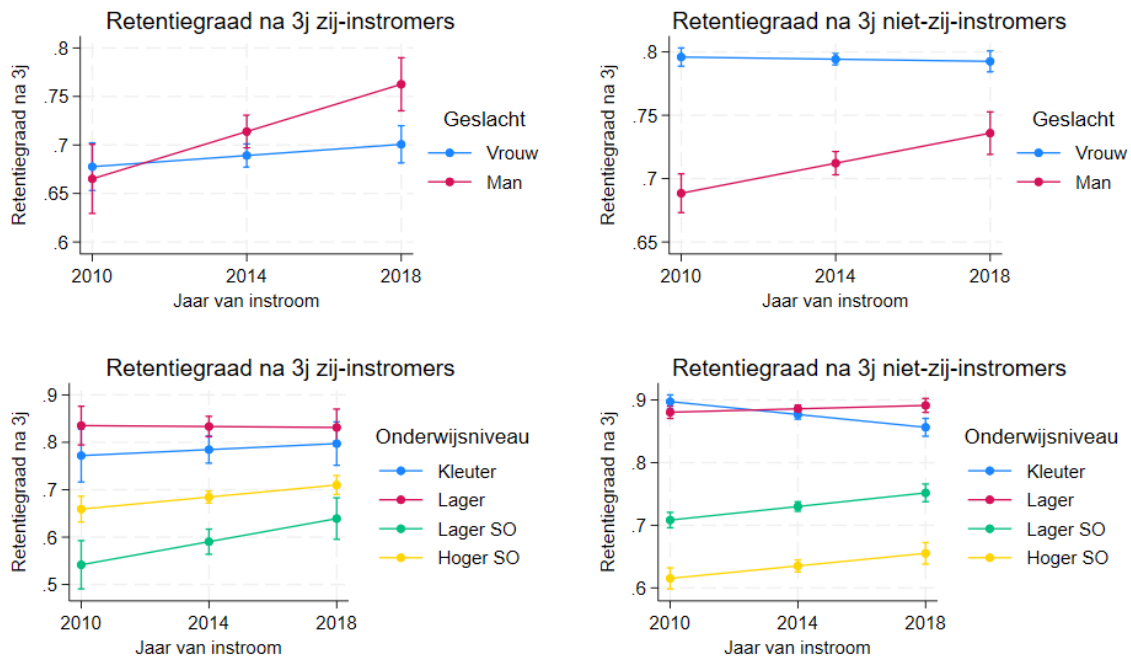 Retentiegraad na 3j zij-instromers
Retentiegraad na 3j
.8
.75
.7
.65
.6
2010 2014 2018
Jaar van instroom
Geslacht
Vrouw
Man
Retentiegraad na 3j niet-zij-instromers
Retentiegraad na 3j
.8
.75
.7
.65
2010 2014 2018
Jaar van instroom
Geslacht
Vrouw
Man
Retentiegraad na 3j zij-instromers
Retentiegraad na 3j
.9
.8
.7
.6
.5
2010 2014 2018
Jaar van instroom
Onderwijsniveau
Kleuter
Lager
Lager SO
Hoger SO
Retentiegraad na 3j niet-zij-instromers
Retentiegraad na 3j
.9
.8
.7
.6
2010 2014 2018
Jaar van instroom
Onderwijsniveau
Kleuter
Lager
Lager SO
Hoger SO